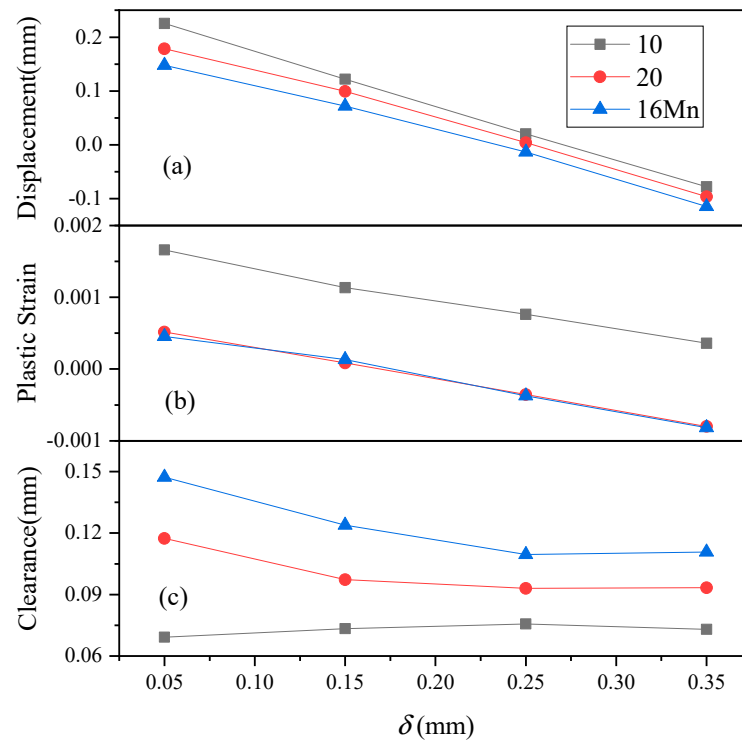 Displacement(mm)
0.2
0.1
0.0
-0.1
(a)
10
20
16Mn
Plastic Strain
0.002
0.001
0.000
-0.001
(b)
Clearance(mm)
0.15
0.12
0.09
0.06
(c)
0.05 0.10 0.15 0.20 0.25 0.30 0.35
δ(mm)